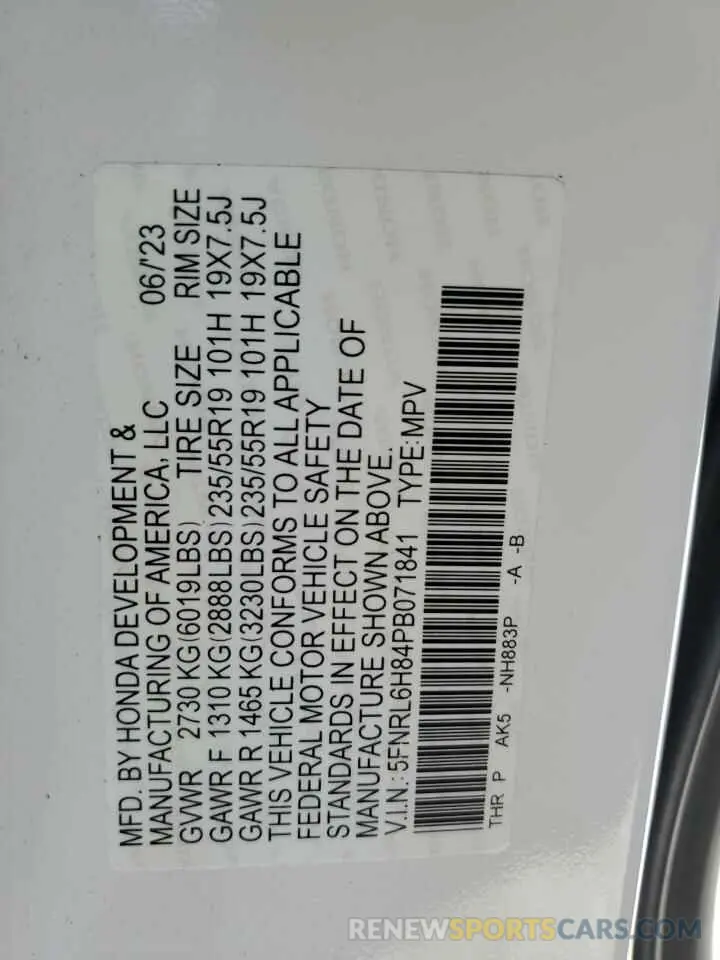 MFD. BY HONDA DEVELOPMENT &
MANUFACTURING OF AMERICA, LLC 06/'23
GVWR 2730 KG(6019LBS) TIRE SIZE RIM SIZE
GAWR F 1310 KG(2888LBS)235/55R19 101H 19X7.5J
GAWR R 1465 KG(3230LBS)235/55R19 101H 19X7.5J
THIS VEHICLE CONFORMS TO ALL APPLICABLE
FEDERAL MOTOR VEHICLE SAFETY
STANDARDS IN EFFECT ON THE DATE OF
MANUFACTURE SHOWN ABOVE.
V.I.N.: 5FNRL6H84PB071841 TYPE:MPV
THR P AK5 -NH883P -A -B
RENEWSPORTSCARS.COM